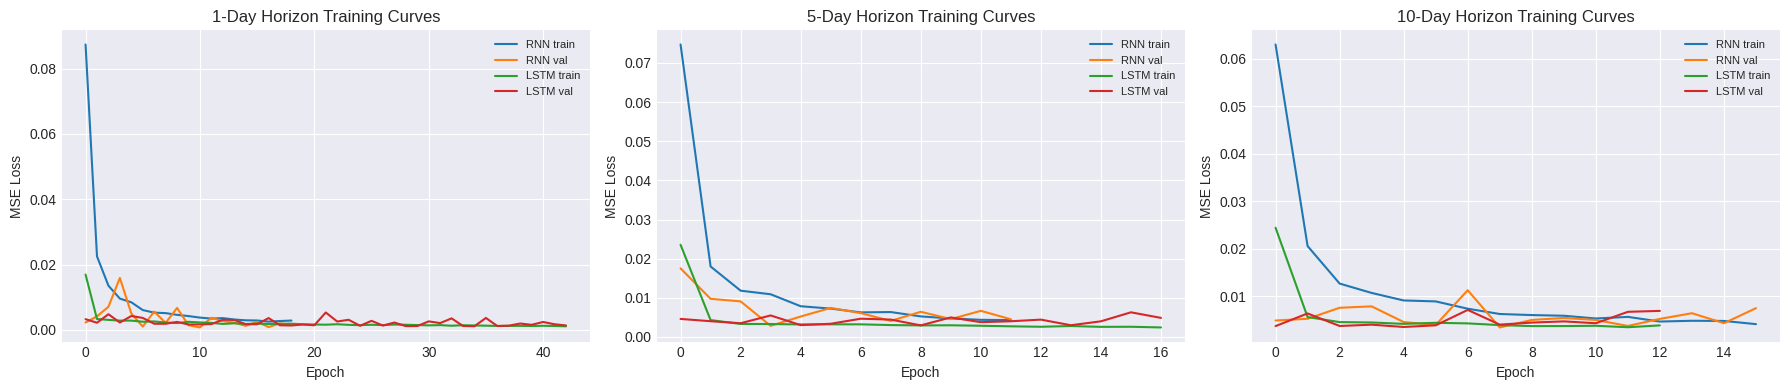 1-Day Horizon Training Curves
MSE Loss
0.08
0.06
0.04
0.02
0.00
RNN train
RNN val
LSTM train
LSTM val
0 10 20 30 40
Epoch
5-Day Horizon Training Curves
MSE Loss
0.07
0.06
0.05
0.04
0.03
0.02
0.01
0.00
RNN train
RNN val
LSTM train
LSTM val
0 2 4 6 8 10 12 14 16
Epoch
10-Day Horizon Training Curves
MSE Loss
0.06
0.05
0.04
0.03
0.02
0.01
RNN train
RNN val
LSTM train
LSTM val
0 2 4 6 8 10 12 14
Epoch